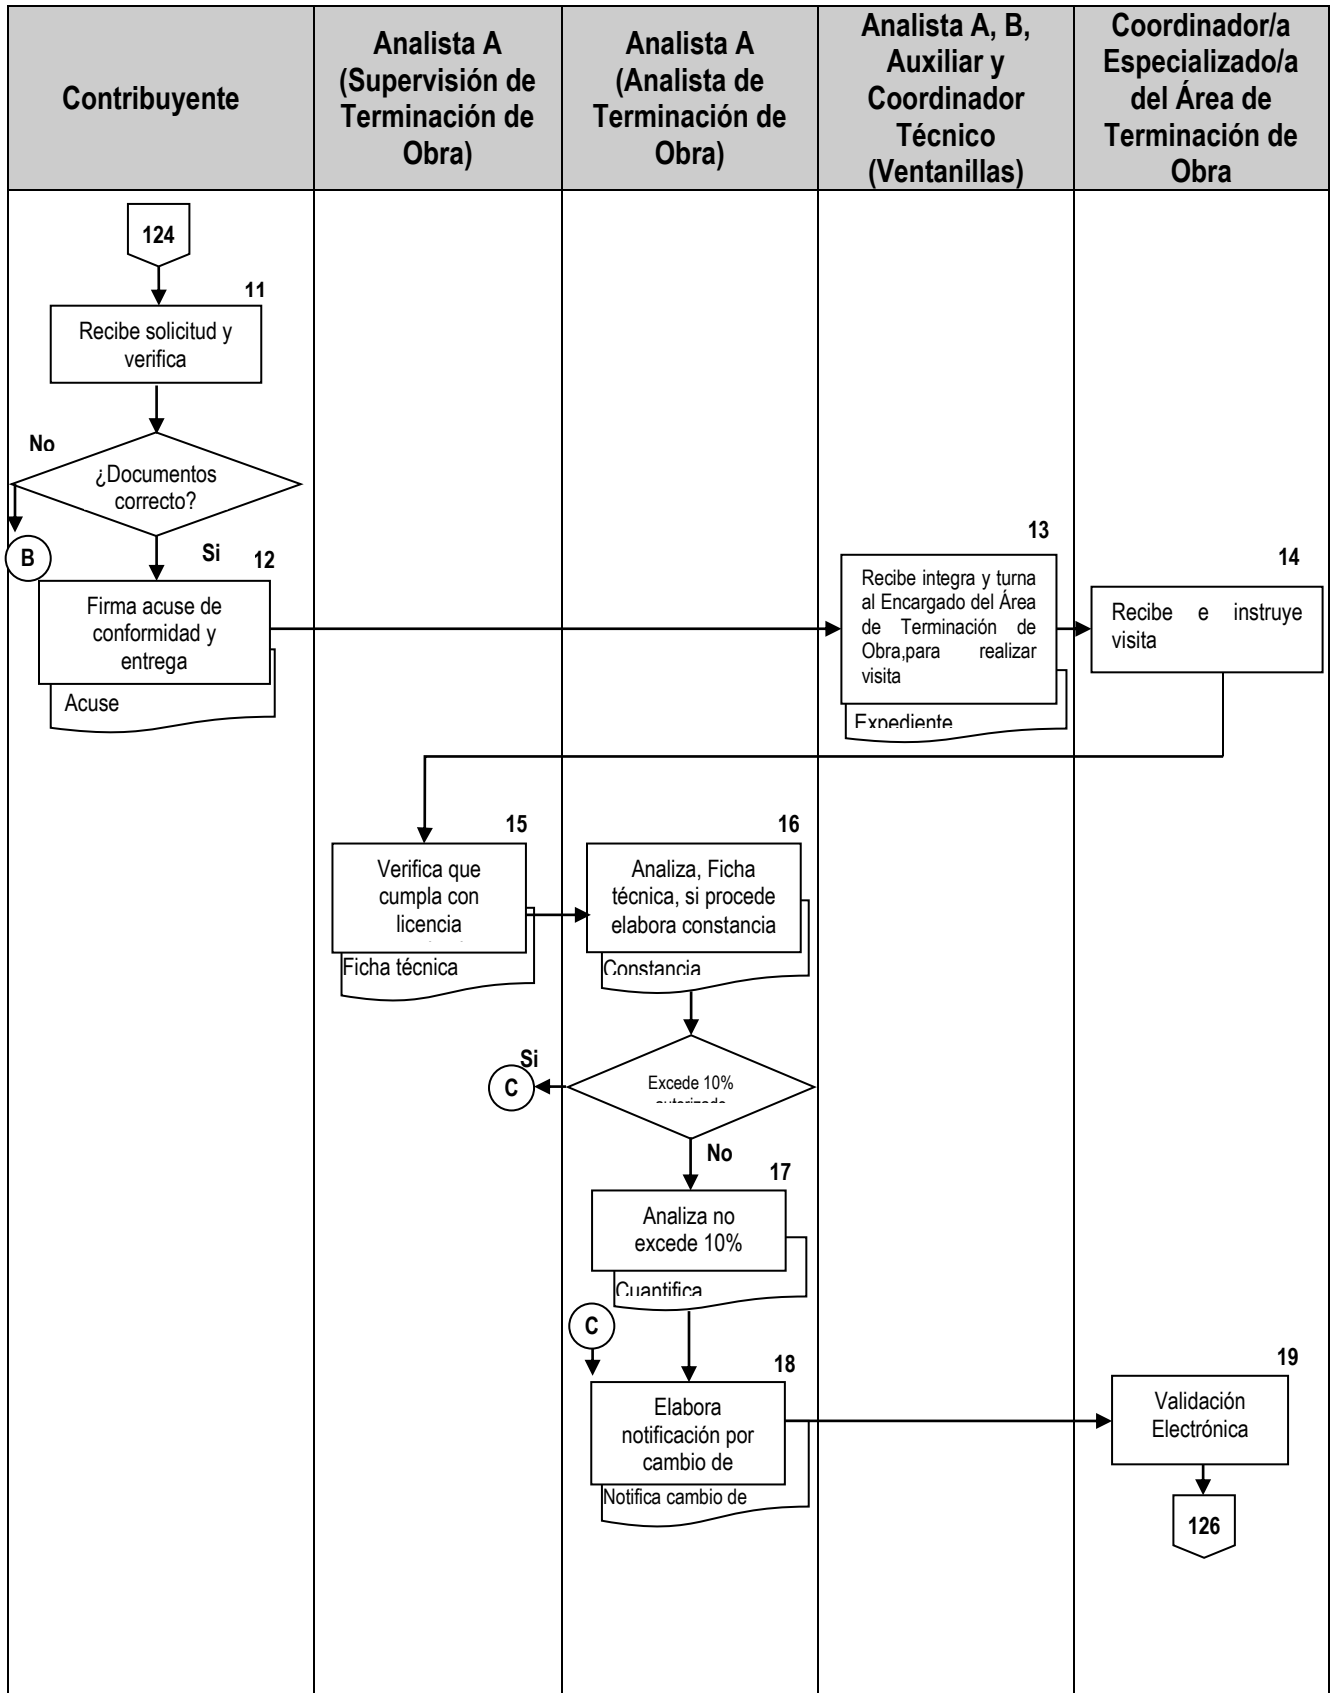 Contribuyente
Analista A
(Supervisión de
Terminación de
Obra)
Analista A
(Analista de
Terminación de
Obra)
Analista A, B,
Auxiliar y
Coordinador
Técnico
(Ventanillas)
Coordinador/a
Especializado/a
del Área de
Terminación de
Obra
124
11
Recibe solicitud y
verifica
No
¿Documentos
correcto?
B
Si
12
Firma acuse de
conformidad y
entrega
Acuse
13
Recibe integra y turna
al Encargado del Área
de Terminación de
Obra,para realizar
visita
Expediente
14
Recibe e instruye
visita
15
Verifica que
cumpla con
licencia
Ficha técnica
16
Analiza, Ficha
técnica, si procede
elabora constancia
Constancia
Si
C
Excede 10%
No
17
Analiza no
excede 10%
Cuantifica
C
18
Elabora
notificación por
cambio de
Notifica cambio de
19
Validación
Electrónica
126